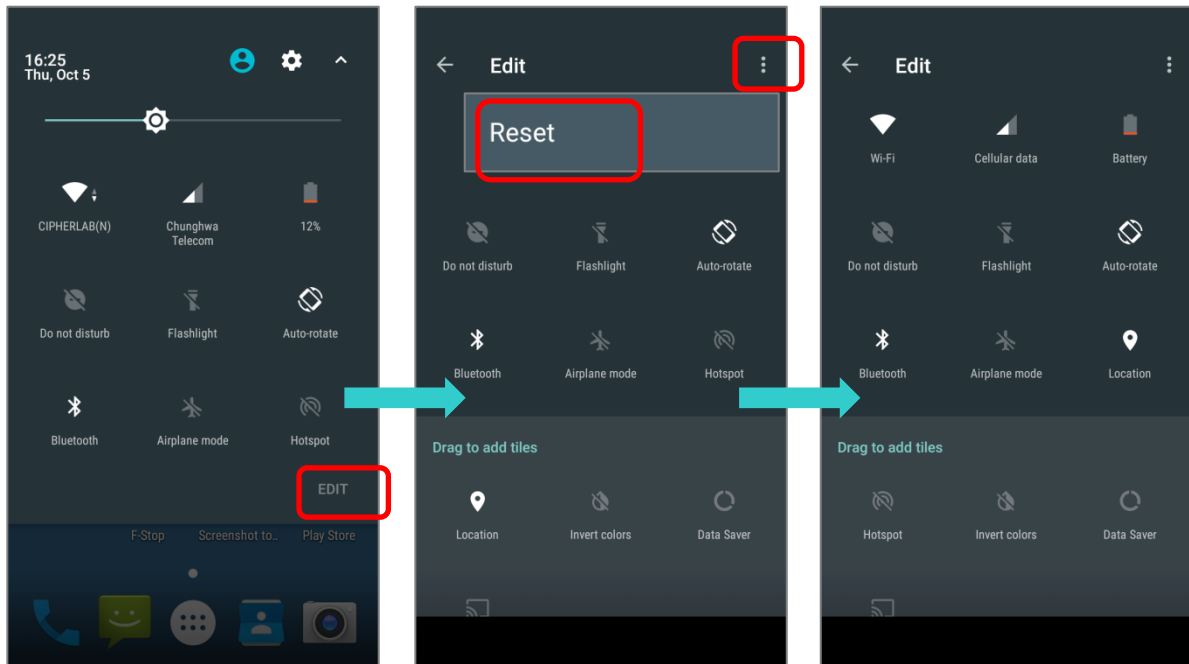 16:25
Thu, Oct 5
CIPHERLAB(N)
Chunghwa
Telecom
12%
Do not disturb
Flashlight
Auto-rotate
Bluetooth
Airplane mode
Hotspot
EDIT
F-Stop
Screenshot to..
Play Store
Edit
Reset
Do not disturb
Flashlight
Auto-rotate
Bluetooth
Airplane mode
Hotspot
Drag to add tiles
Location
Invert colors
Data Saver
Edit
Wi-Fi
Cellular data
Battery
Do not disturb
Flashlight
Auto-rotate
Bluetooth
Airplane mode
Location
Drag to add tiles
Hotspot
Invert colors
Data Saver